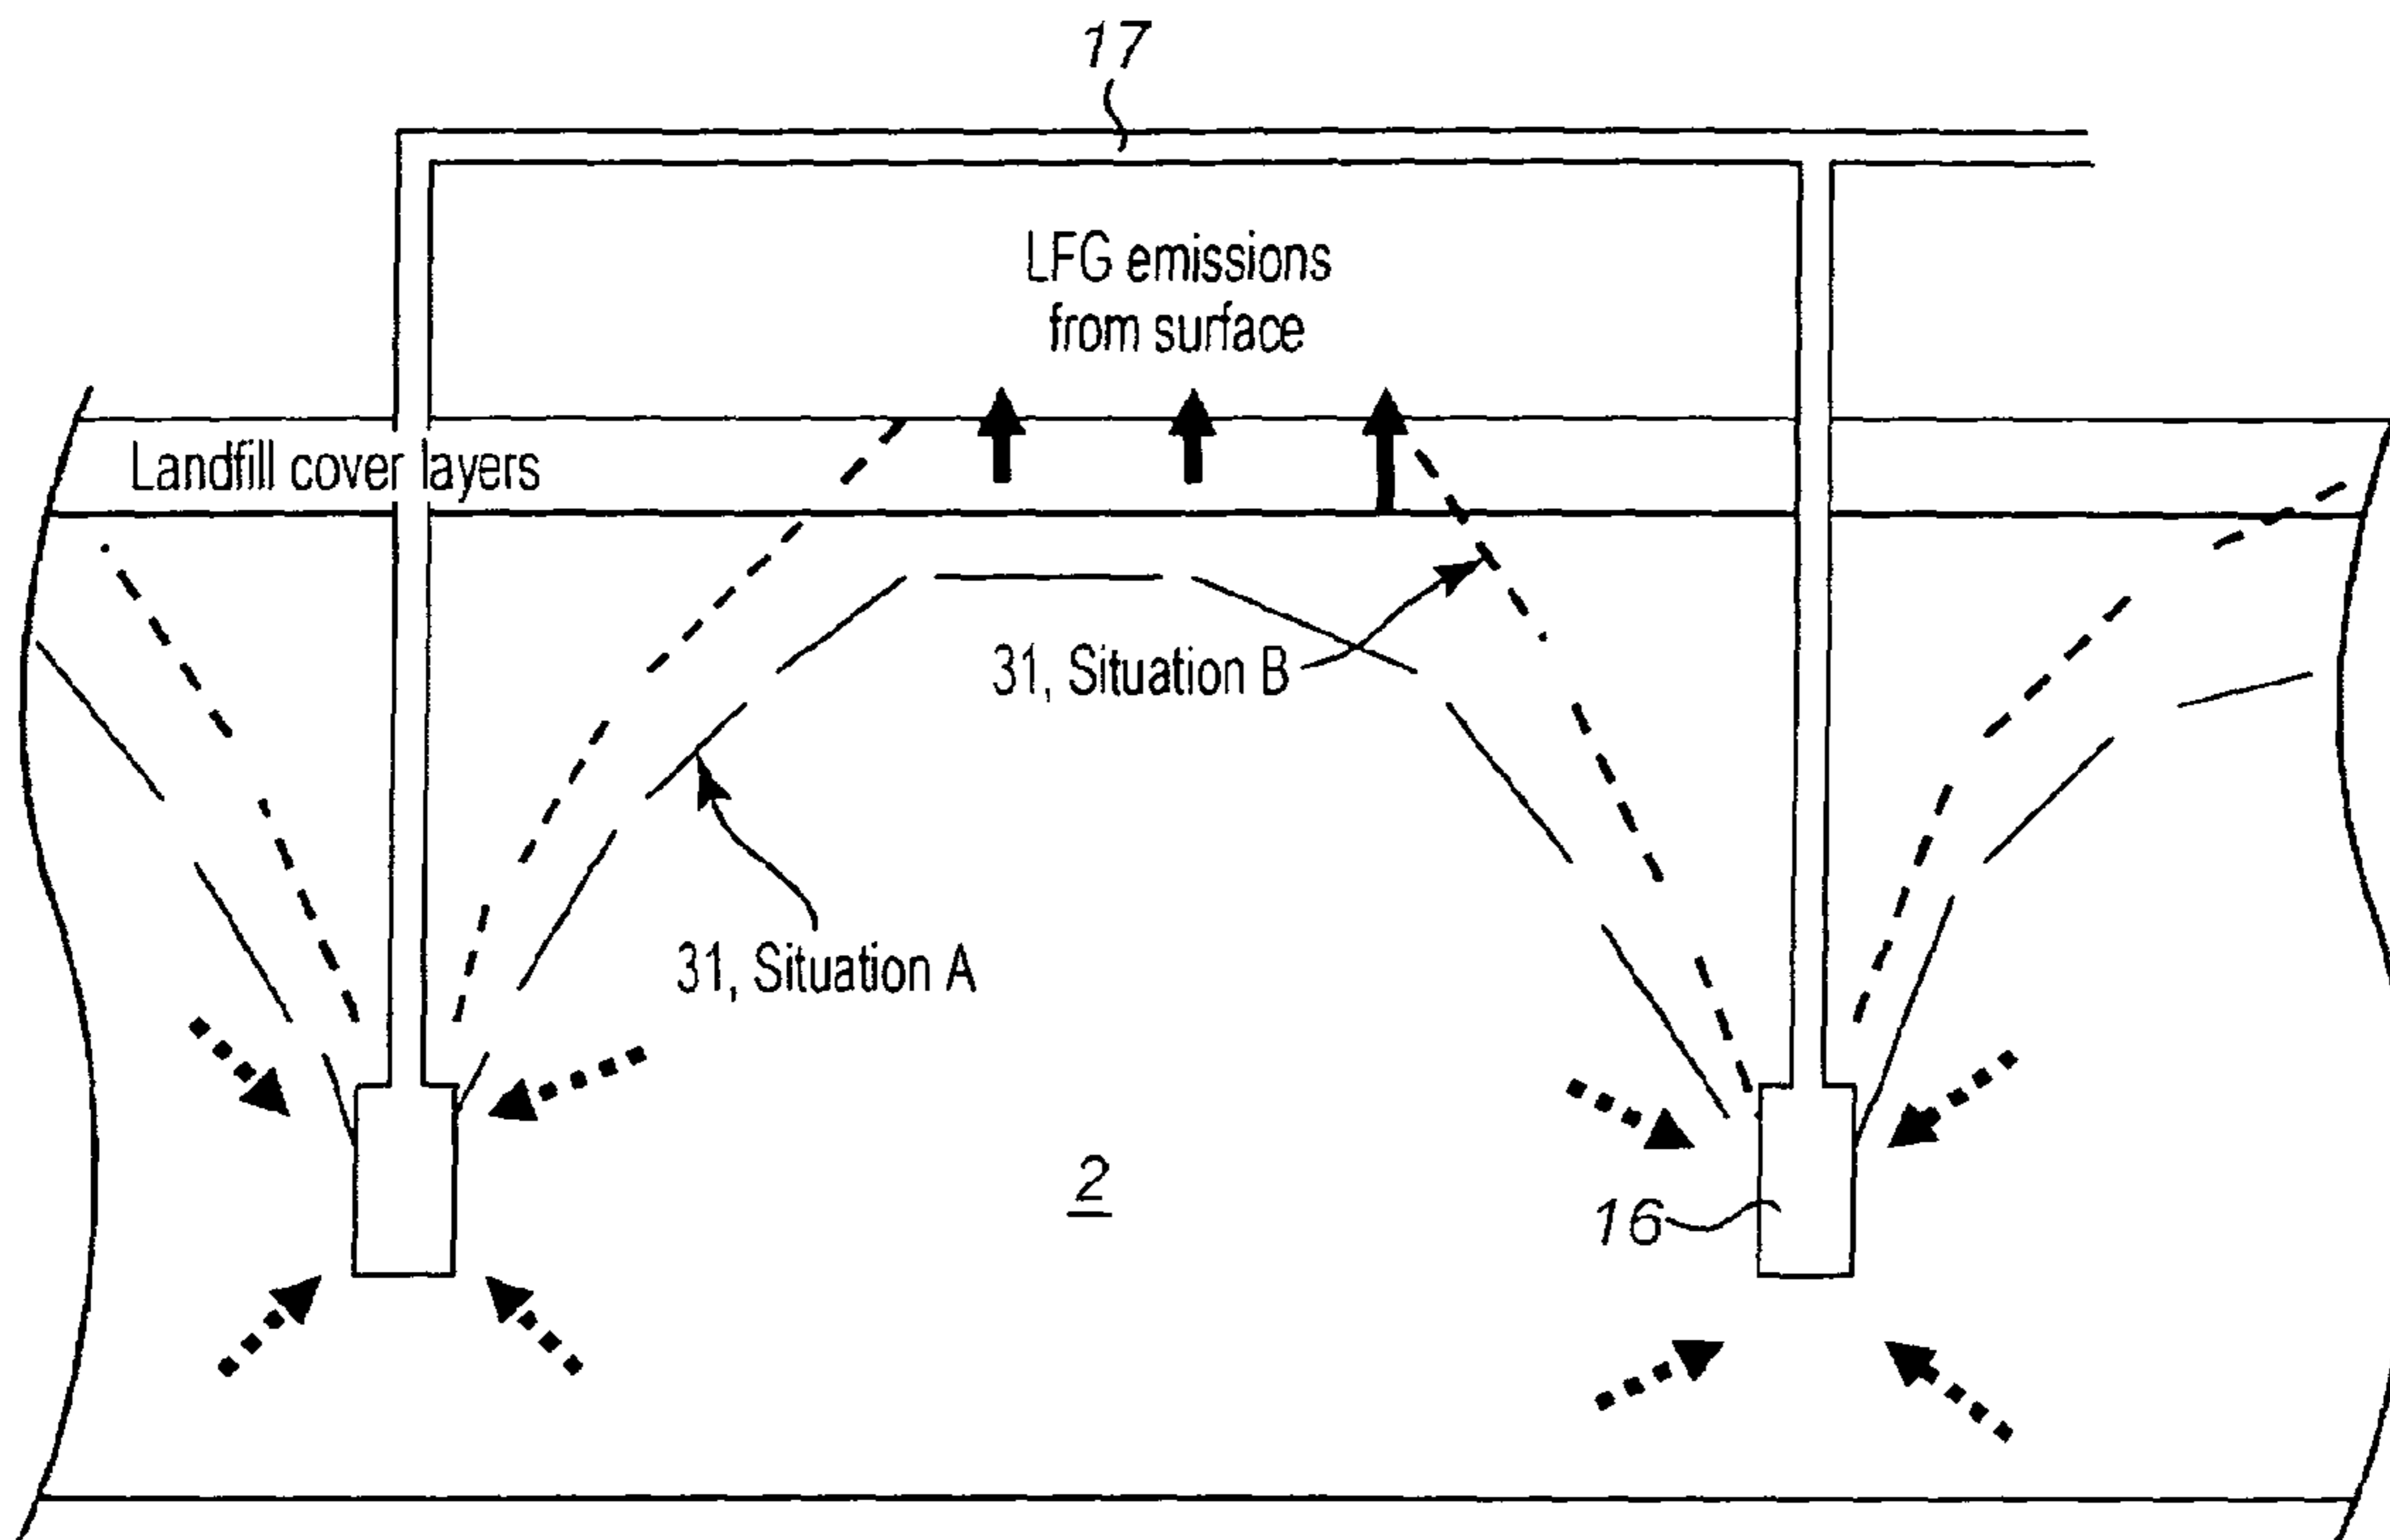 17
LFG emissions
from surface
Landfill cover layers
31, Situation B
31, Situation A
2
16